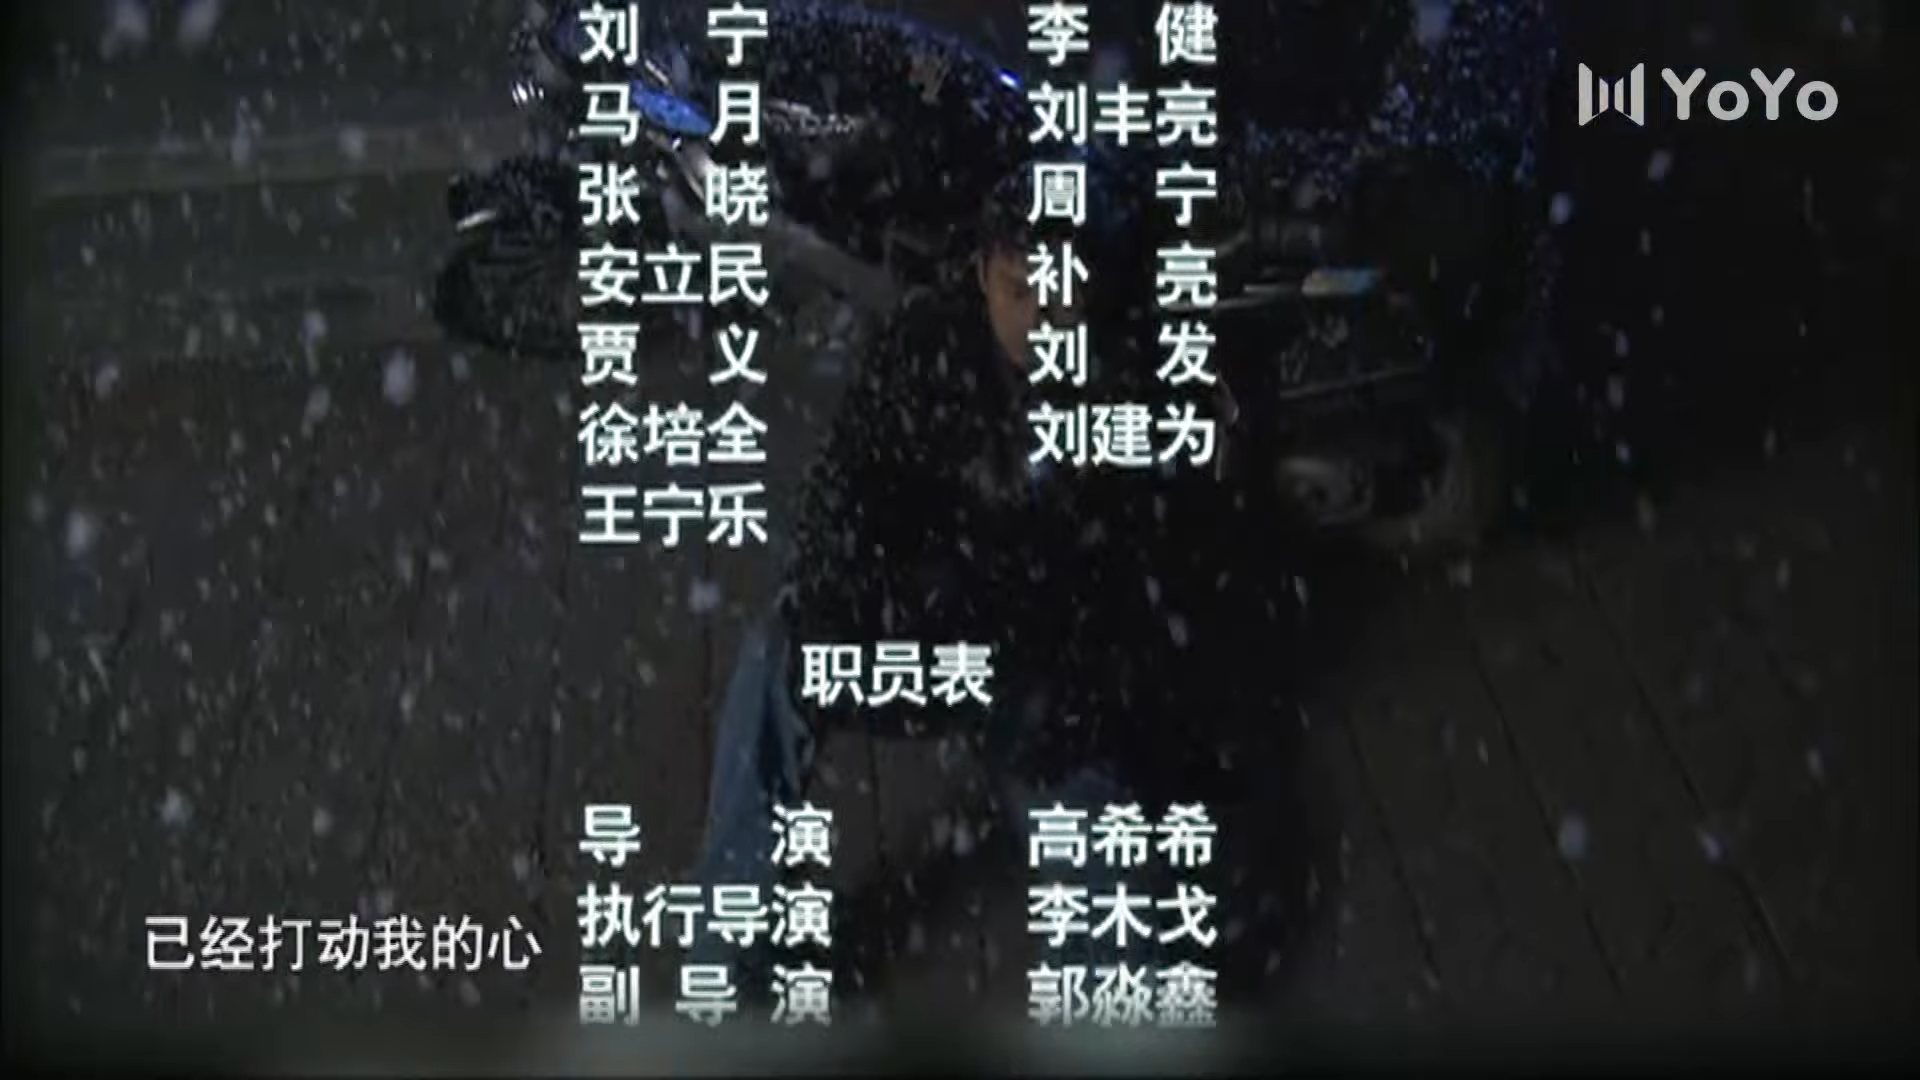 刘宁 李健
YoYo
马月 刘丰亮
张晓 周宁
安立民 补亮
贾义 刘发
徐培全 刘建为
王宁乐
职员表
导演 高希希
执行导演 李木戈
已经打动我的心
副导演 郭淼鑫